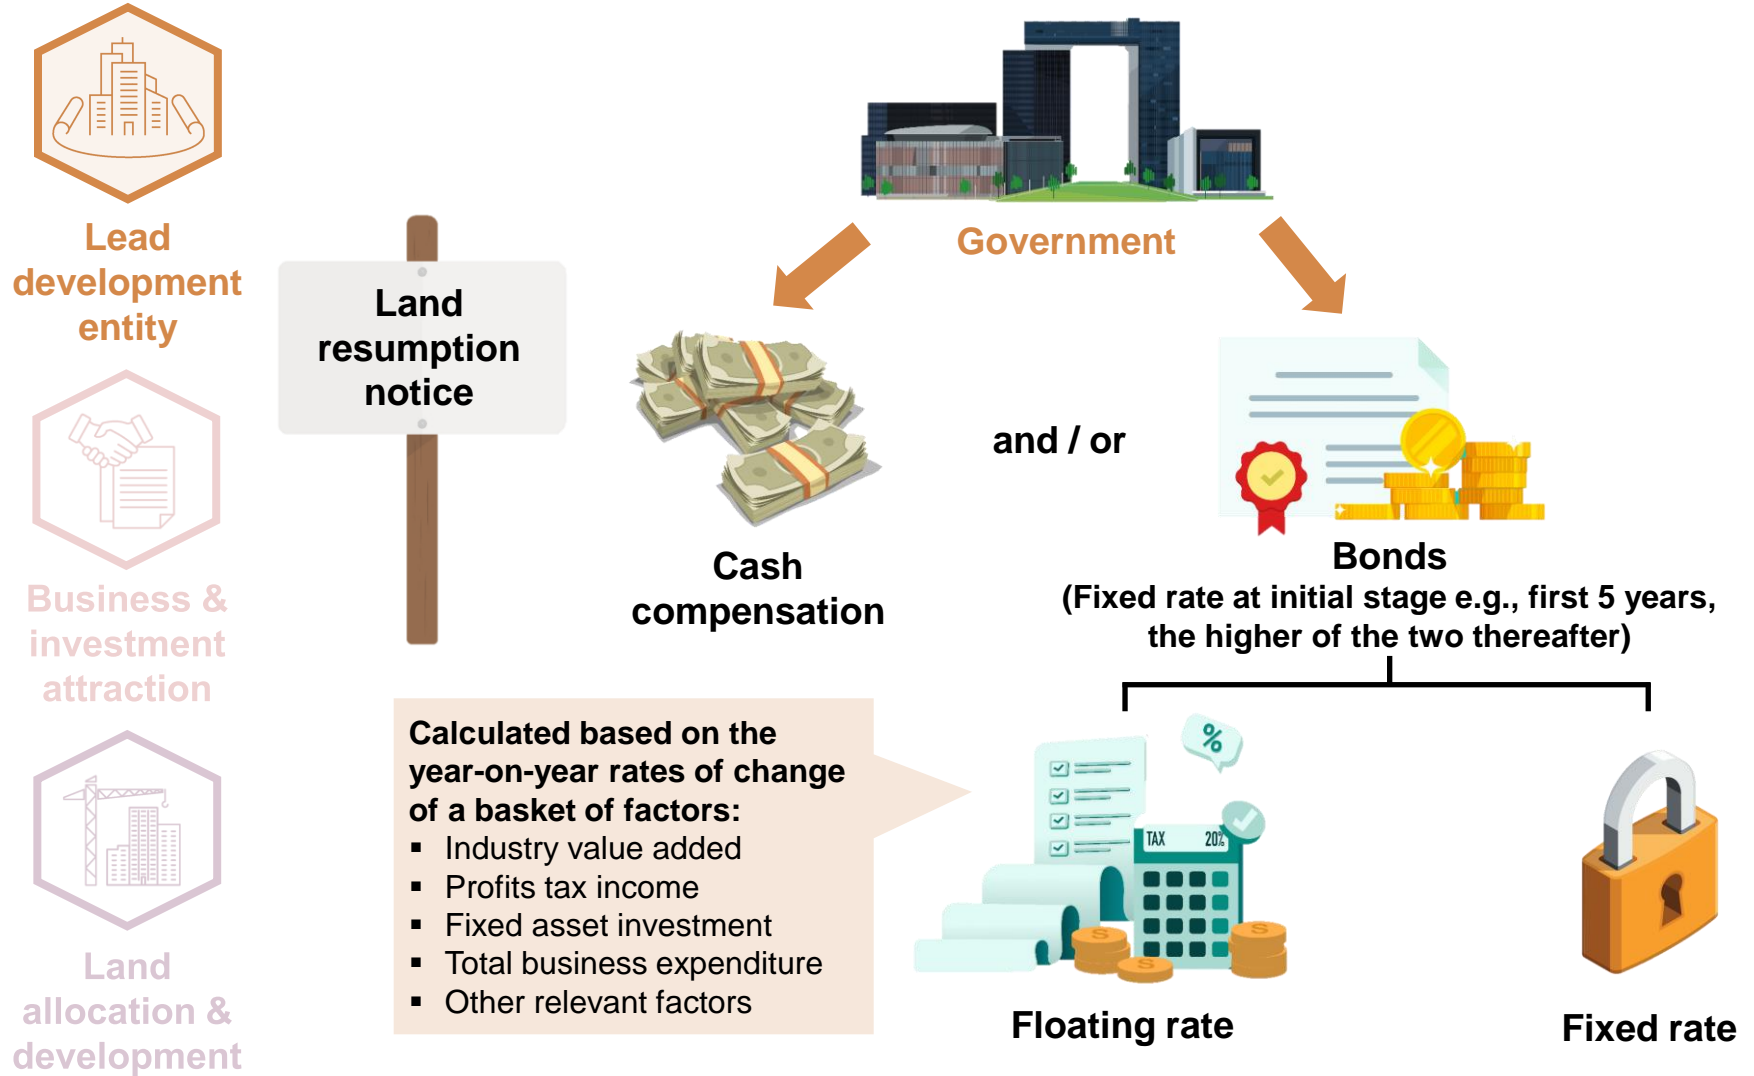 Lead
development
entity
Business &
investment
attraction
Land
allocation &
development
Land
resumption
notice
Government
Cash
compensation
and / or
Bonds
(Fixed rate at initial stage e.g., first 5 years,
the higher of the two thereafter)
Calculated based on the
year-on-year rates of change
of a basket of factors:
▪ Industry value added
▪ Profits tax income
▪ Fixed asset investment
▪ Total business expenditure
▪ Other relevant factors
%
TAX 20%
S
S
S
Floating rate
Fixed rate